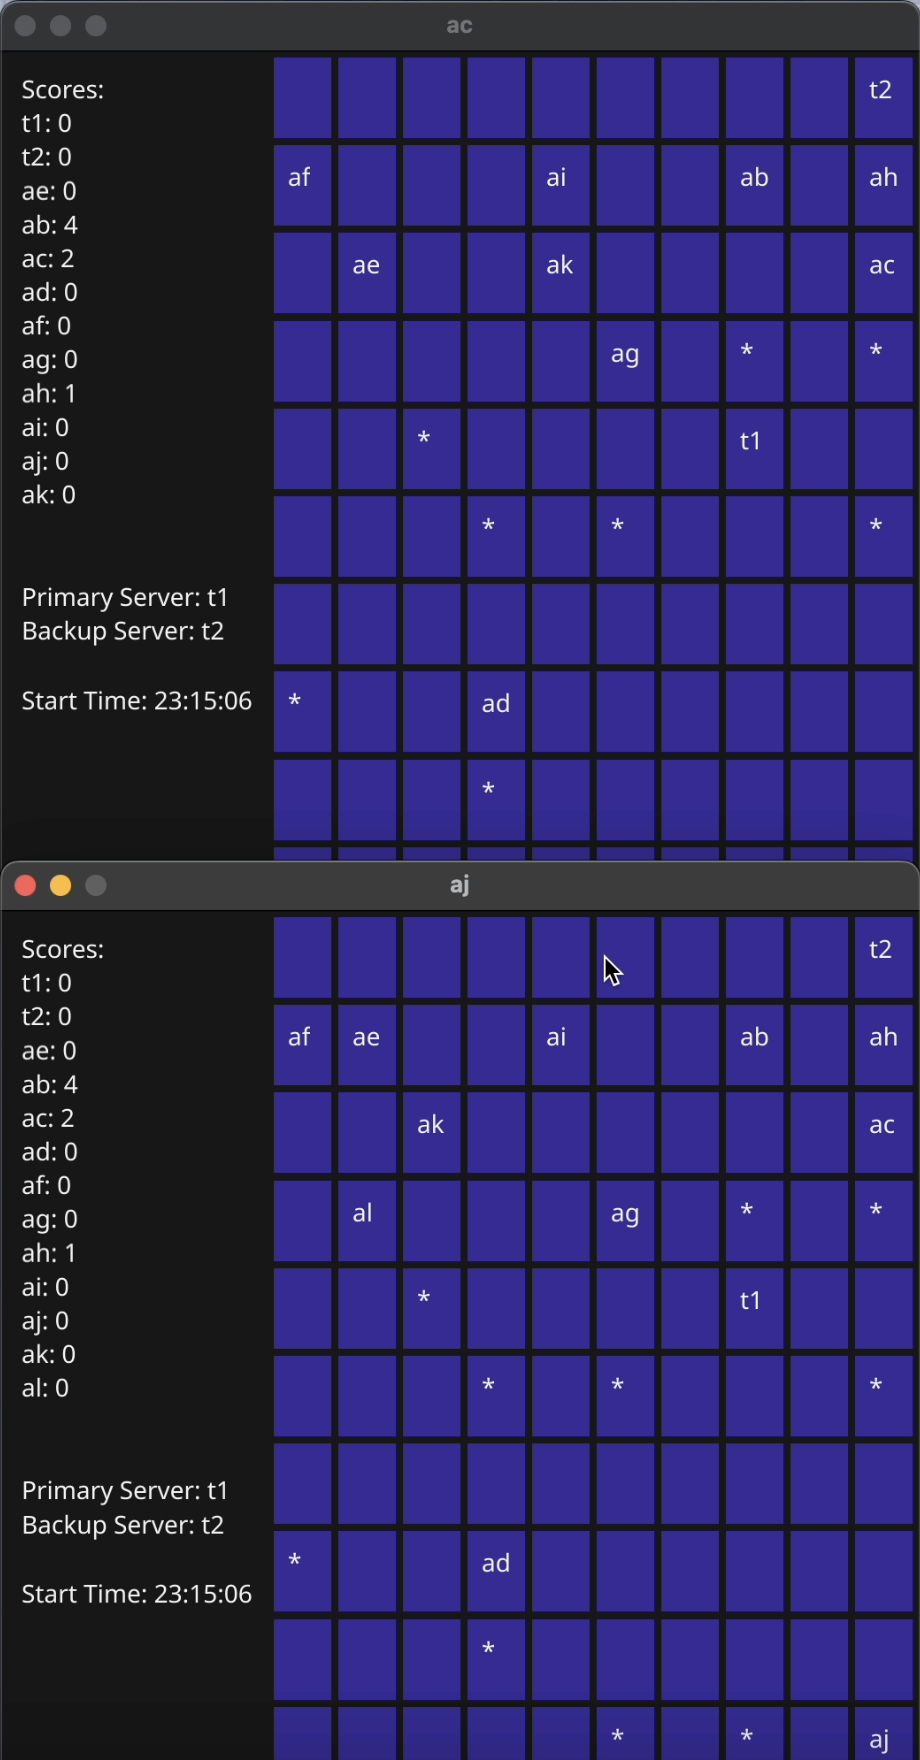 ac
Scores:
t1: 0
t2: 0
ae: 0
ab: 4
ac: 2
ad: 0
af: 0
ag: 0
ah: 1
ai: 0
aj: 0
ak: 0
Primary Server: t1
Backup Server: t2
Start Time: 23:15:06
t2
af ai ab ah
ae ak ac
ag * *
* t1
* * *
* ad
*
aj
Scores:
t1: 0
t2: 0
ae: 0
ab: 4
ac: 2
ad: 0
af: 0
ag: 0
ah: 1
ai: 0
aj: 0
ak: 0
al: 0
Primary Server: t1
Backup Server: t2
Start Time: 23:15:06
t2
af ae ai ab ah
ak ac
al ag * *
* t1
* * *
* ad
*
* * aj